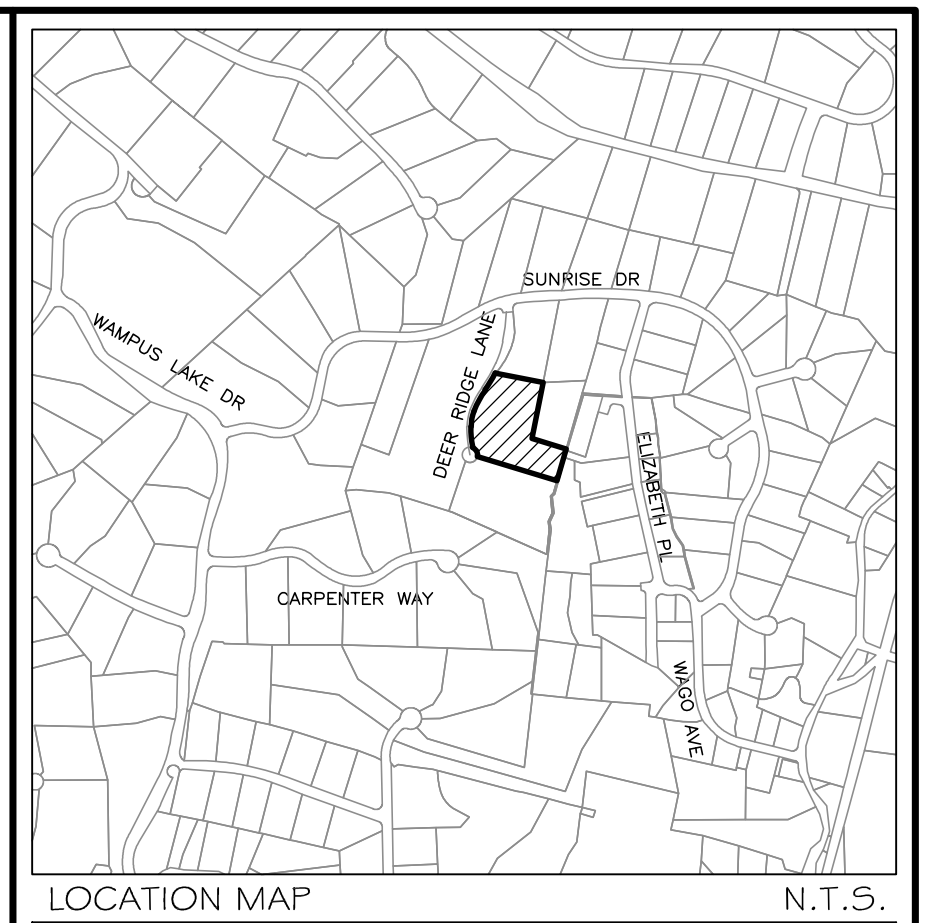 SUNRISE DR
WAMPUS LAKE DR
DEER RIDGE LANE
ELIZABETH PL
CARPENTER WAY
WAGO AVE
LOCATION MAP
N.T.S.